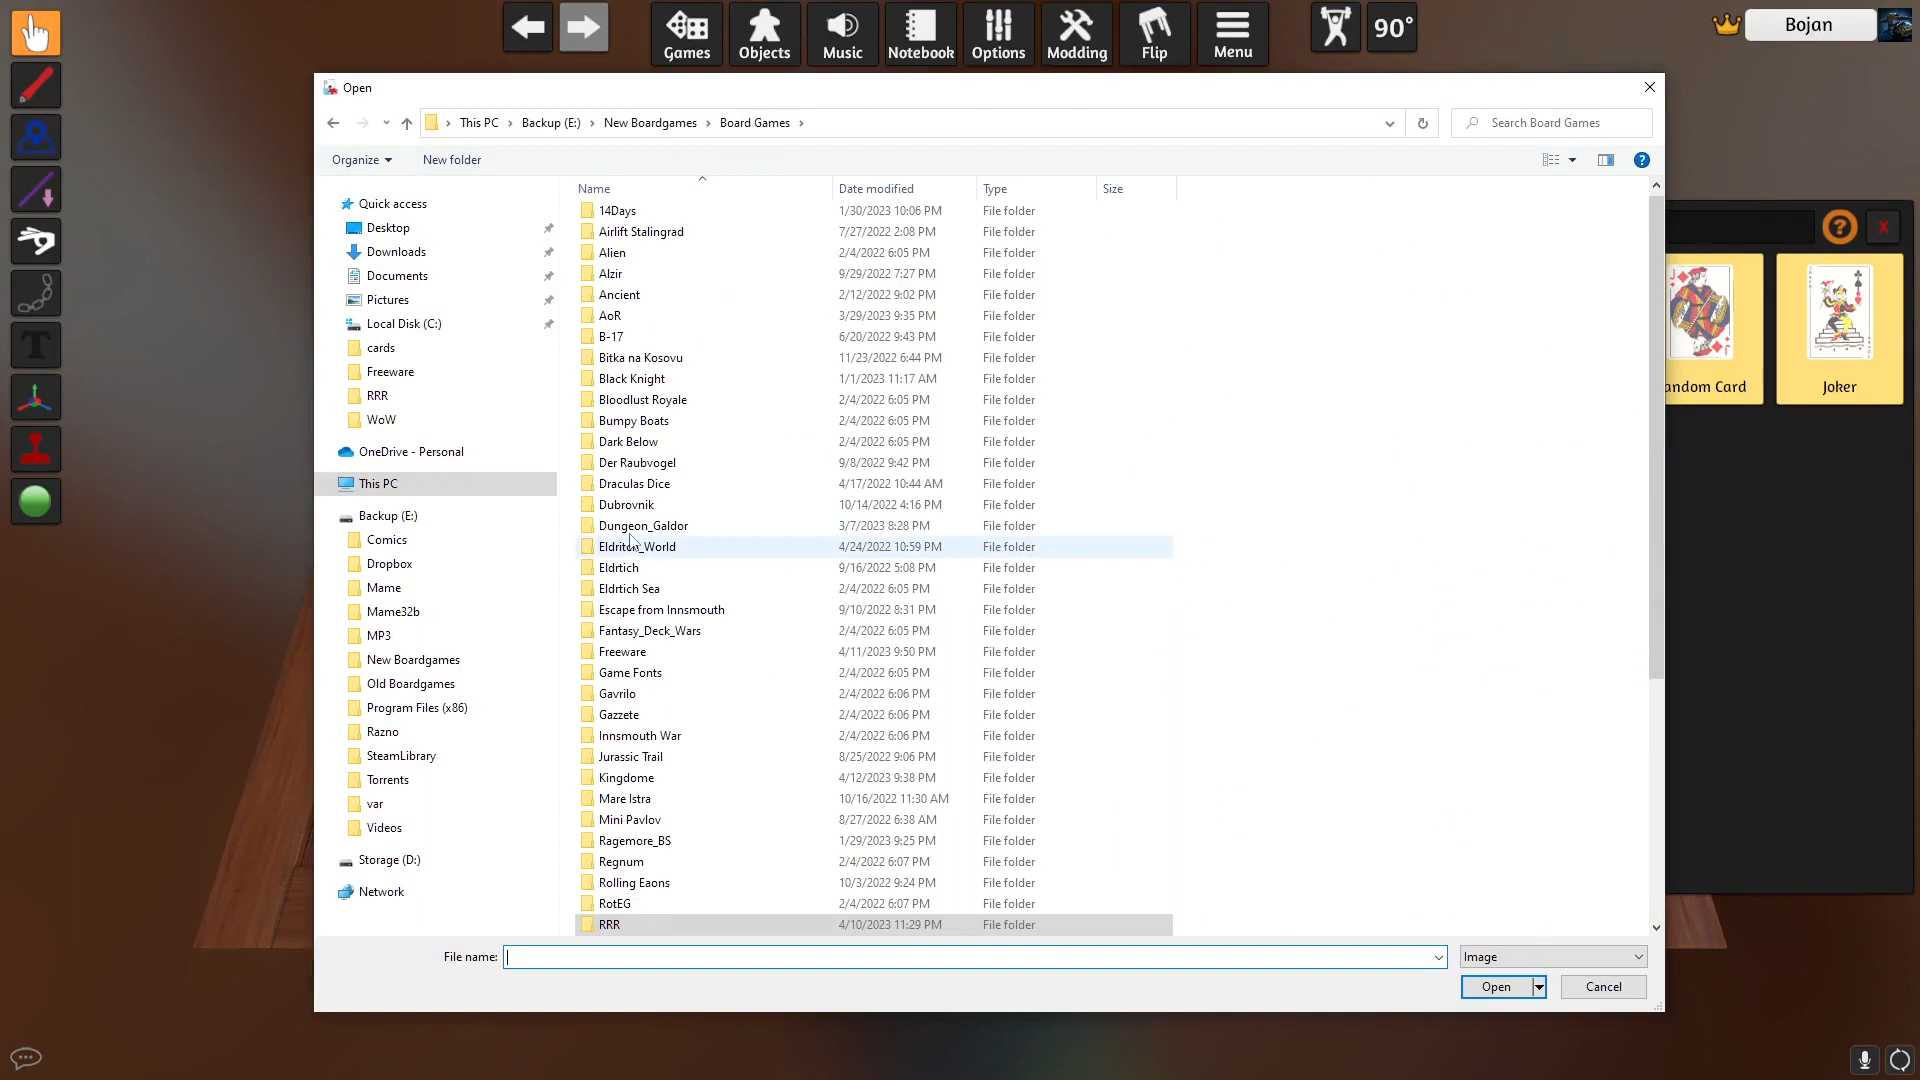 Games
Objects
Music
Notebook
Options
Modding
Flip
Menu
90°
Bojan
Open
This PC > Backup (E:) > New Boardgames > Board Games >
Search Board Games
Organize
New folder
Name Date modified Type Size
Quick access
Desktop
Downloads
Documents
Pictures
Local Disk (C:)
cards
Freeware
RRR
WoW
OneDrive - Personal
This PC
Backup (E:)
Comics
Dropbox
Mame
Mame32b
MP3
New Boardgames
Old Boardgames
Program Files (x86)
Razno
SteamLibrary
Torrents
var
Videos
Storage (D:)
Network
14Days 1/30/2023 10:06 PM File folder
Airlift Stalingrad 7/27/2022 2:08 PM File folder
Alien 2/4/2022 6:05 PM File folder
Alzir 9/29/2022 7:27 PM File folder
Ancient 2/12/2022 9:02 PM File folder
AoR 3/29/2023 9:35 PM File folder
B-17 6/20/2022 9:43 PM File folder
Bitka na Kosovu 11/23/2022 6:44 PM File folder
Black Knight 1/1/2023 11:17 AM File folder
Bloodlust Royale 2/4/2022 6:05 PM File folder
Bumpy Boats 2/4/2022 6:05 PM File folder
Dark Below 2/4/2022 6:05 PM File folder
Der Raubvogel 9/8/2022 9:42 PM File folder
Draculas Dice 4/17/2022 10:44 AM File folder
Dubrovnik 10/14/2022 4:16 PM File folder
Dungeon_Galdor 3/7/2023 8:28 PM File folder
Eldritch_World 4/24/2022 10:59 PM File folder
Eldrtich 9/16/2022 5:08 PM File folder
Eldrtich Sea 2/4/2022 6:05 PM File folder
Escape from Innsmouth 9/10/2022 8:31 PM File folder
Fantasy_Deck_Wars 2/4/2022 6:05 PM File folder
Freeware 4/11/2023 9:50 PM File folder
Game Fonts 2/4/2022 6:05 PM File folder
Gavrilo 2/4/2022 6:06 PM File folder
Gazzete 2/4/2022 6:06 PM File folder
Innsmouth War 2/4/2022 6:06 PM File folder
Jurassic Trail 8/25/2022 9:06 PM File folder
Kingdome 4/12/2023 9:38 PM File folder
Mare Istra 10/16/2022 11:30 AM File folder
Mini Pavlov 8/27/2022 6:38 AM File folder
Ragemore_BS 1/29/2023 9:25 PM File folder
Regnum 2/4/2022 6:07 PM File folder
Rolling Eaons 10/3/2022 9:24 PM File folder
RotEG 2/4/2022 6:07 PM File folder
RRR 4/10/2023 11:29 PM File folder
File name:
Image
Open
Cancel
?
X
andom Card
Joker